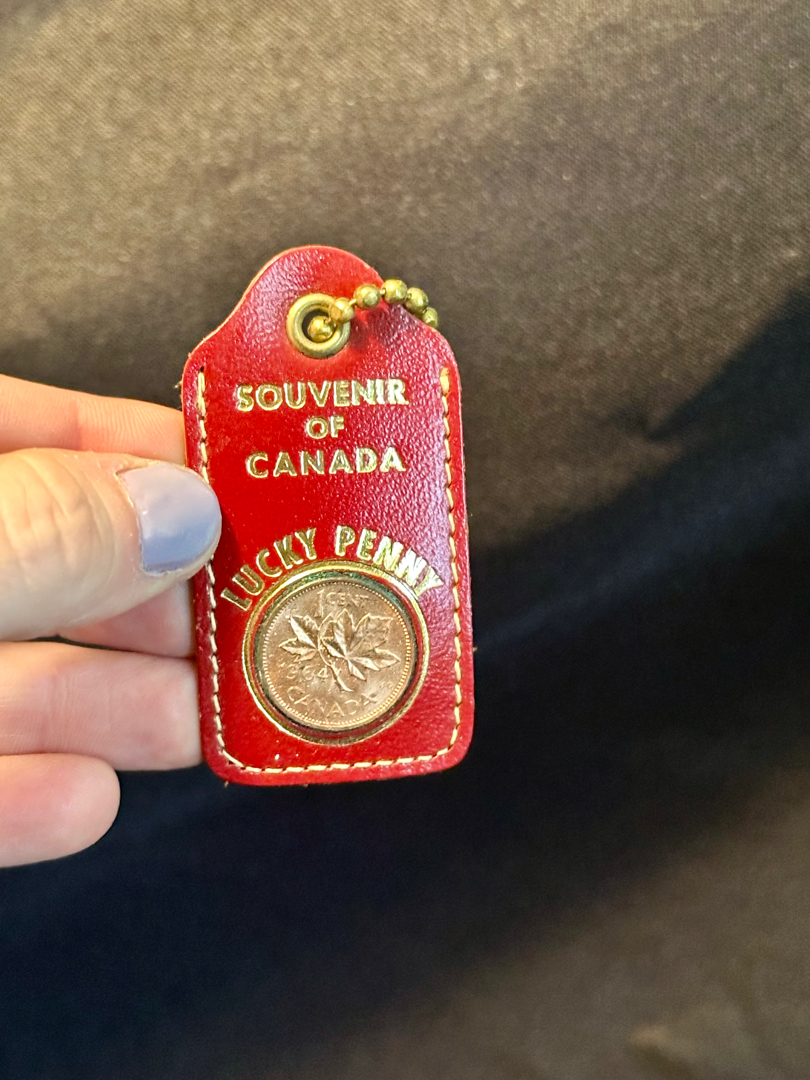 SOUVENIR
OF
CANADA
LUCKY PENNY
1 CENT
1964
CANADA